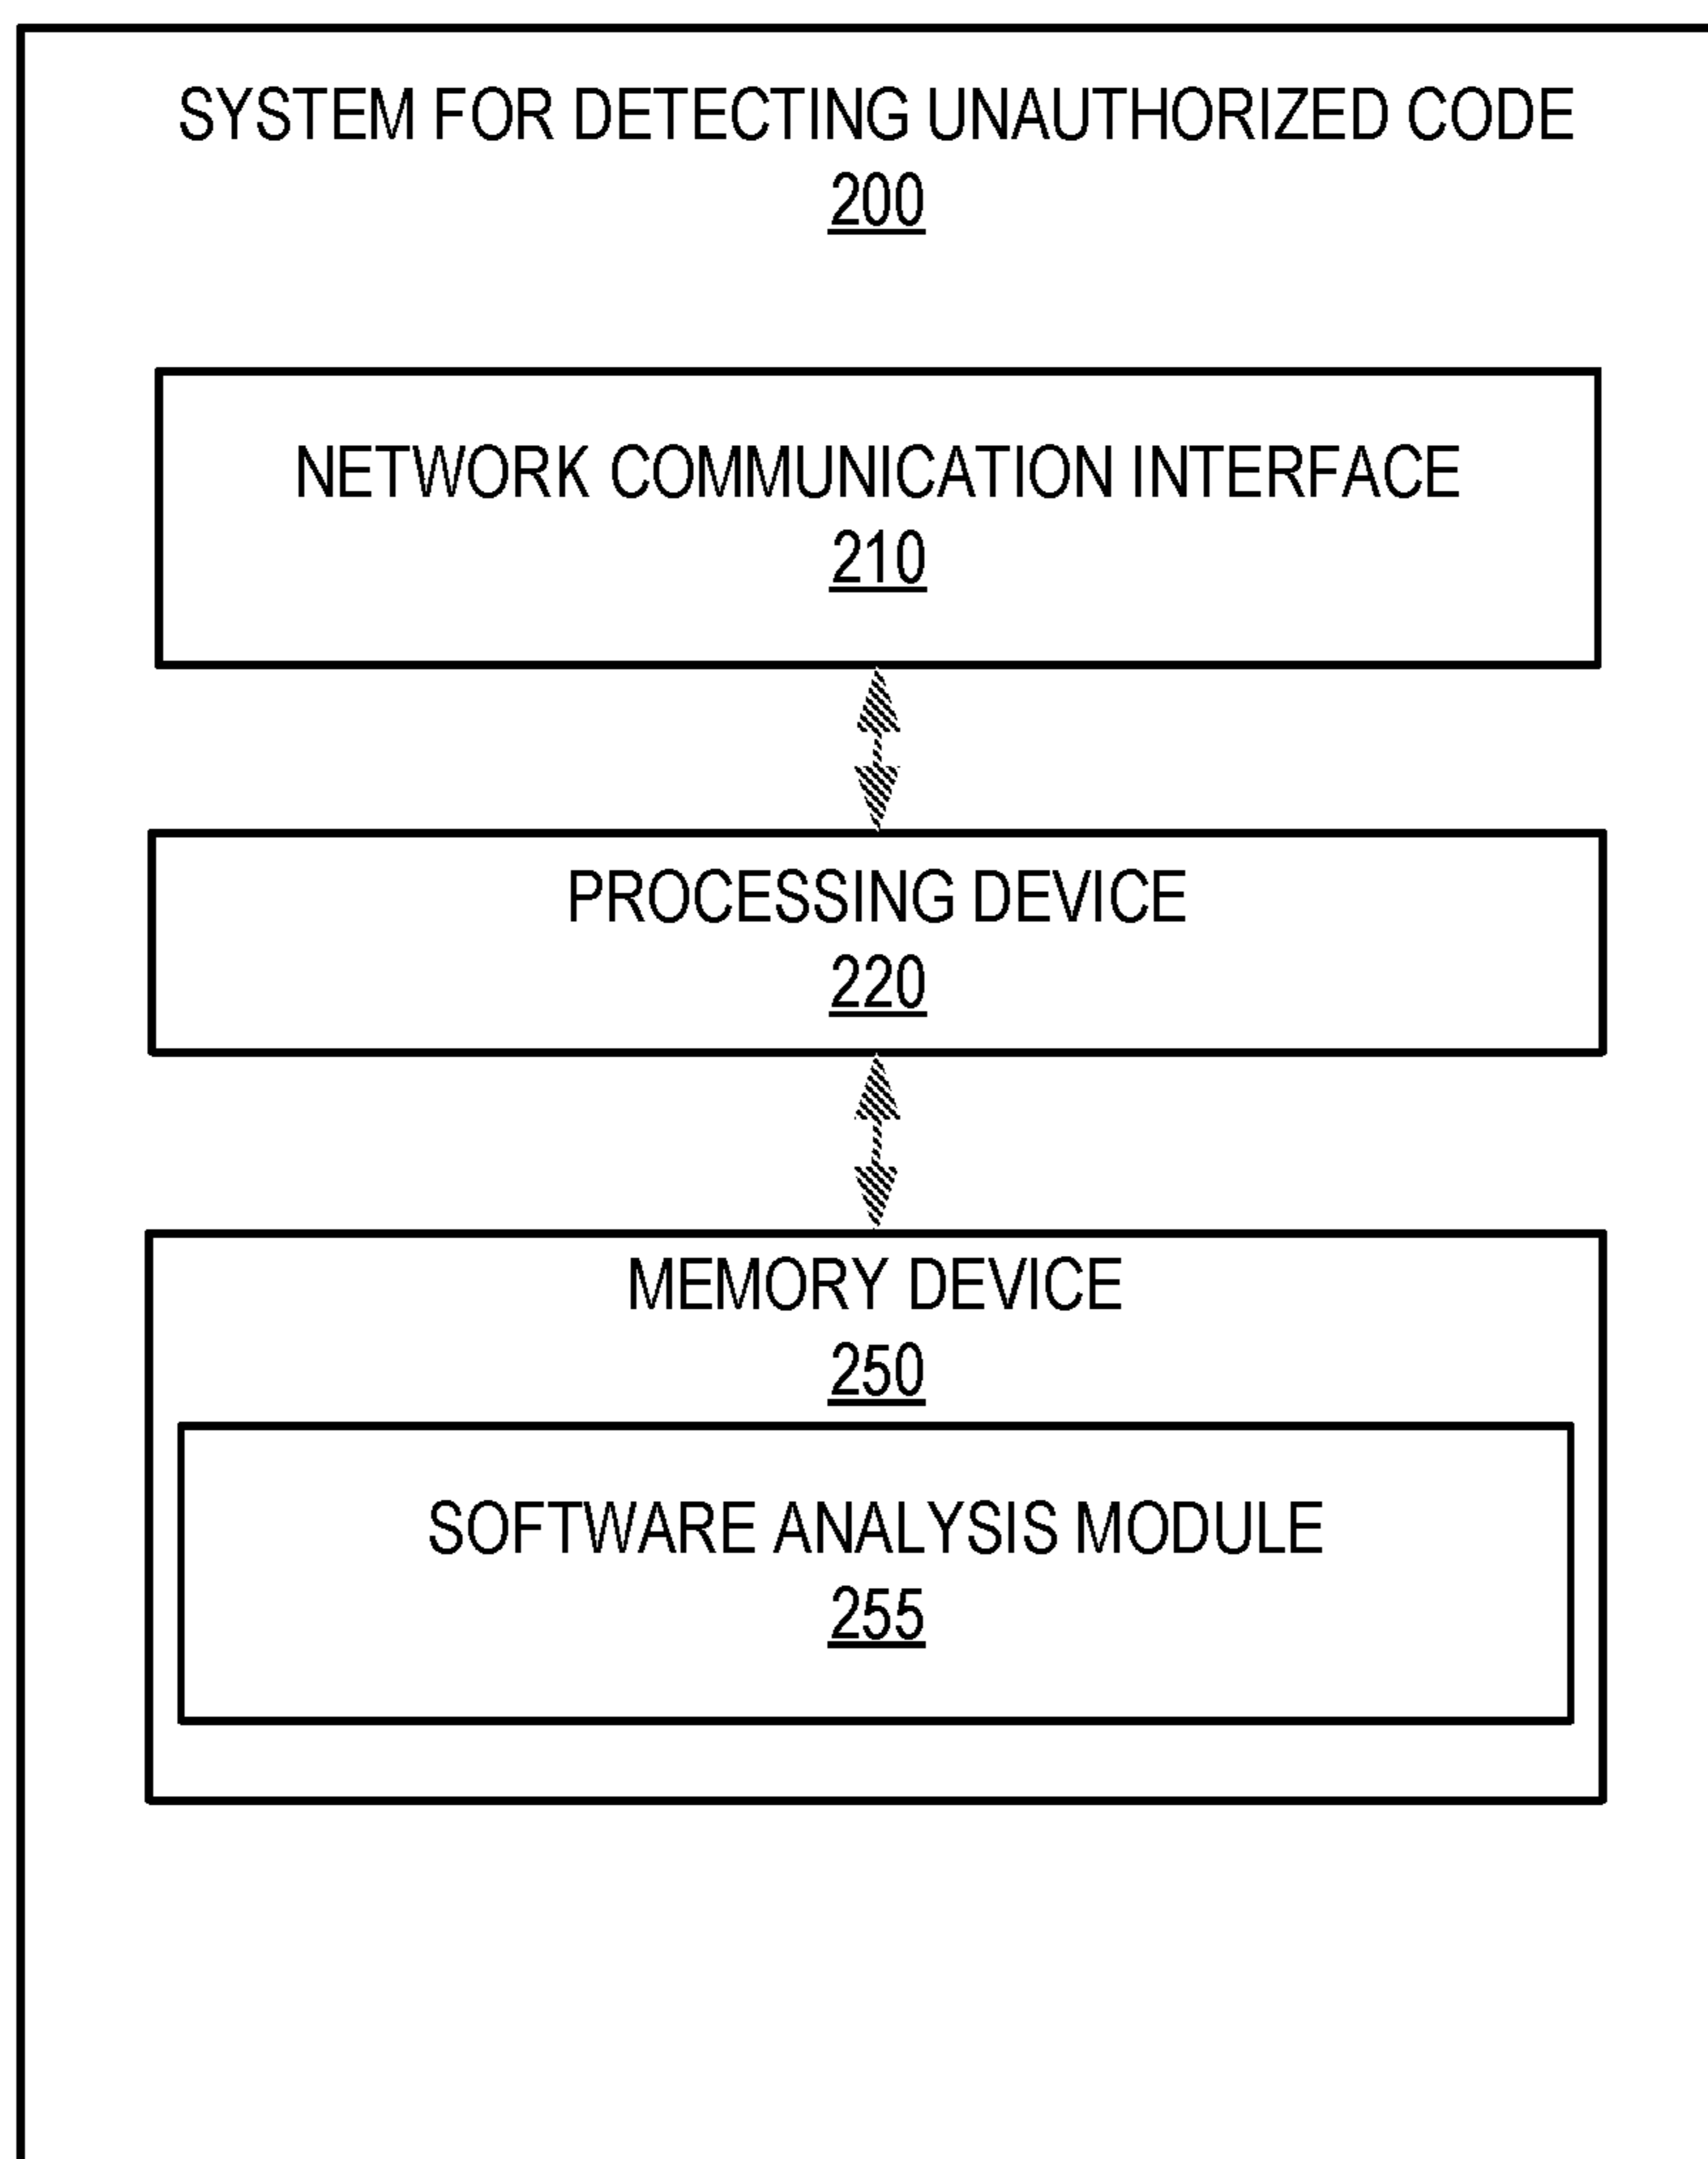 SYSTEM FOR DETECTING UNAUTHORIZED CODE
200
NETWORK COMMUNICATION INTERFACE
210
PROCESSING DEVICE
220
MEMORY DEVICE
250
SOFTWARE ANALYSIS MODULE
255